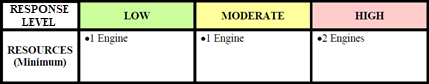 RESPONSE
LEVEL
LOW
MODERATE
HIGH
RESOURCES
(Minimum)
●1 Engine
●1 Engine
●2 Engines